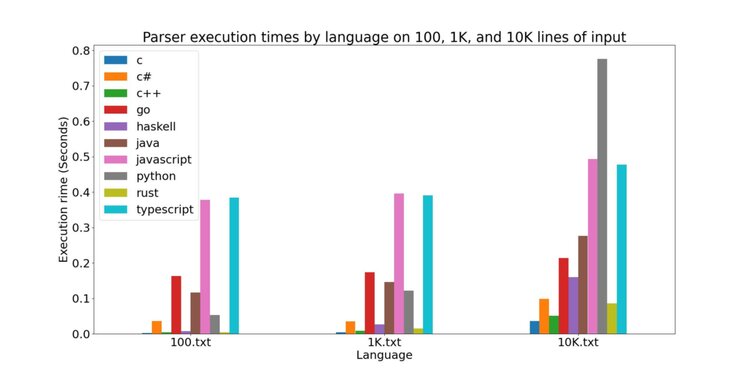 Parser execution times by language on 100, 1K, and 10K lines of input
0.8
0.7
0.6
0.5
0.4
0.3
0.2
0.1
0.0
Execution rime (Seconds)
c
c#
c++
go
haskell
java
javascript
python
rust
typescript
100.txt
1K.txt
10K.txt
Language